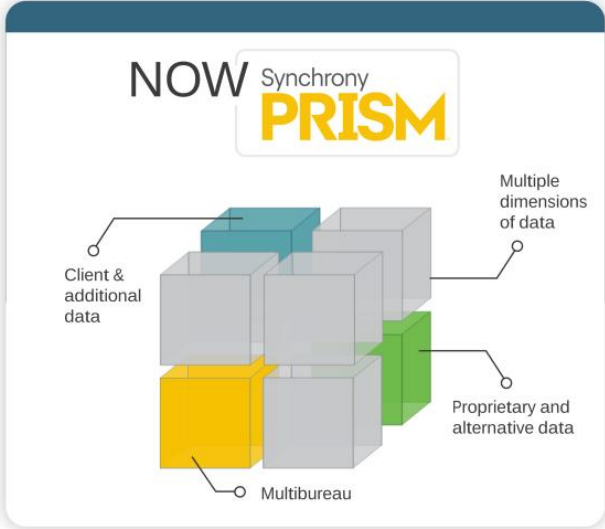 NOW Synchrony
PRISM
Multiple
dimensions
of data
Client &
additional
data
Proprietary and
alternative data
Multibureau